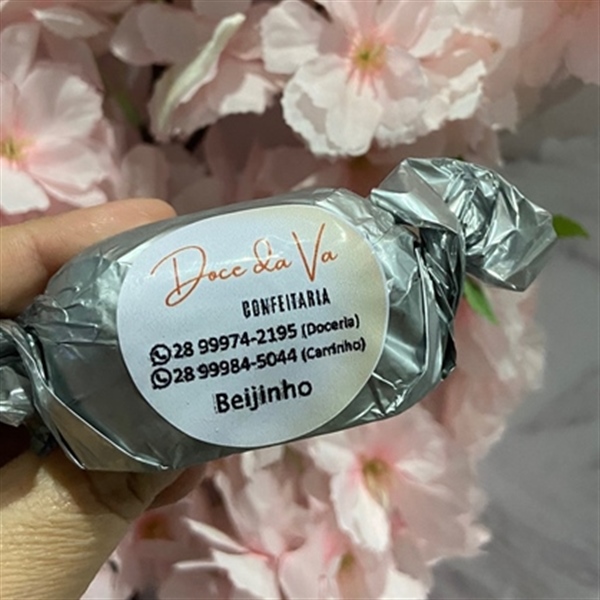 Doce da Va
CONFEITARIA
28 99974-2195 (Doceria)
28 99984-5044 (Carrinho)
Beijinho